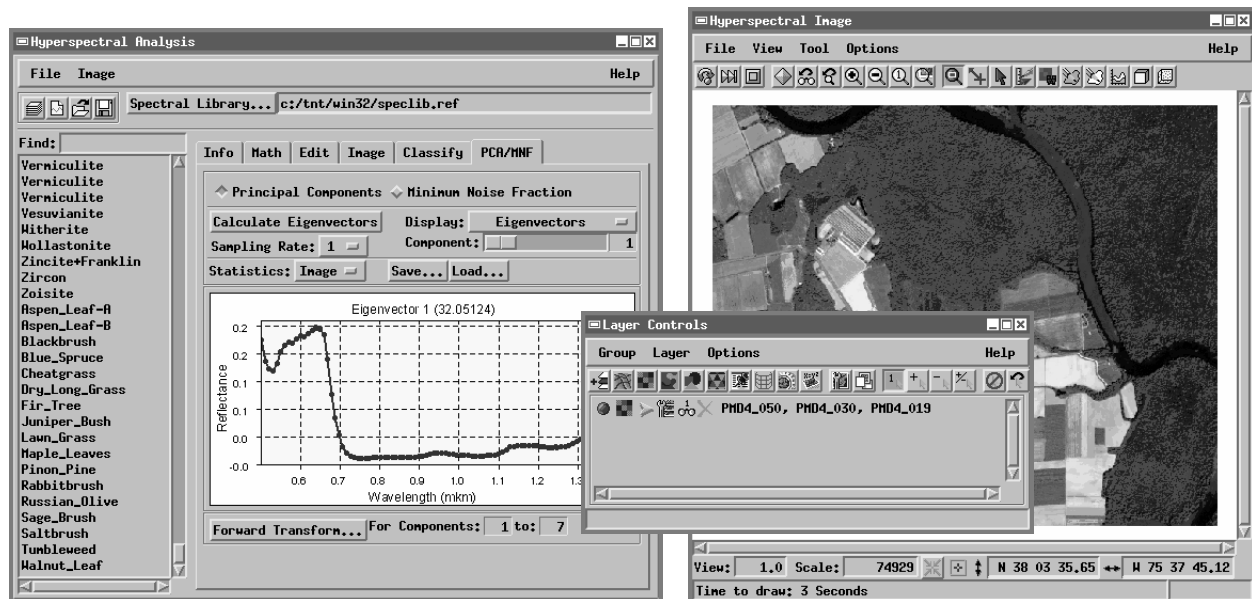 Hyperspectral Analysis
File Image Help
Spectral Library... c:/tnt/win32/speclib.ref
Find:
Vermiculite
Vermiculite
Vermiculite
Vesuvianite
Witherite
Wollastonite
Zincite+Franklin
Zircon
Zoisite
Aspen_Leaf-A
Aspen_Leaf-B
Blackbrush
Blue_Spruce
Cheatgrass
Dry_Long_Grass
Fir_Tree
Juniper_Bush
Lawn_Grass
Maple_Leaves
Pinon_Pine
Rabbitbrush
Russian_Olive
Sage_Brush
Saltbrush
Tumbleweed
Walnut_Leaf
Info Math Edit Image Classify PCA/MNF
Principal Components Minimum Noise Fraction
Calculate Eigenvectors Display: Eigenvectors
Sampling Rate: 1 Component: 1
Statistics: Image Save... Load...
Eigenvector 1 (32.05124)
Reflectance
0.2
0.2
0.1
0.1
0.0
-0.0
0.6 0.7 0.8 0.9 1.0 1.1 1.2 1.3
Wavelength (mkm)
Forward Transform... For Components: 1 to: 7
Hyperspectral Image
File View Tool Options Help
Layer Controls
Group Layer Options Help
PMD4_050, PMD4_030, PMD4_019
View: 1.0 Scale: 74929 N 38 03 35.65 W 75 37 45.12
Time to draw: 3 Seconds